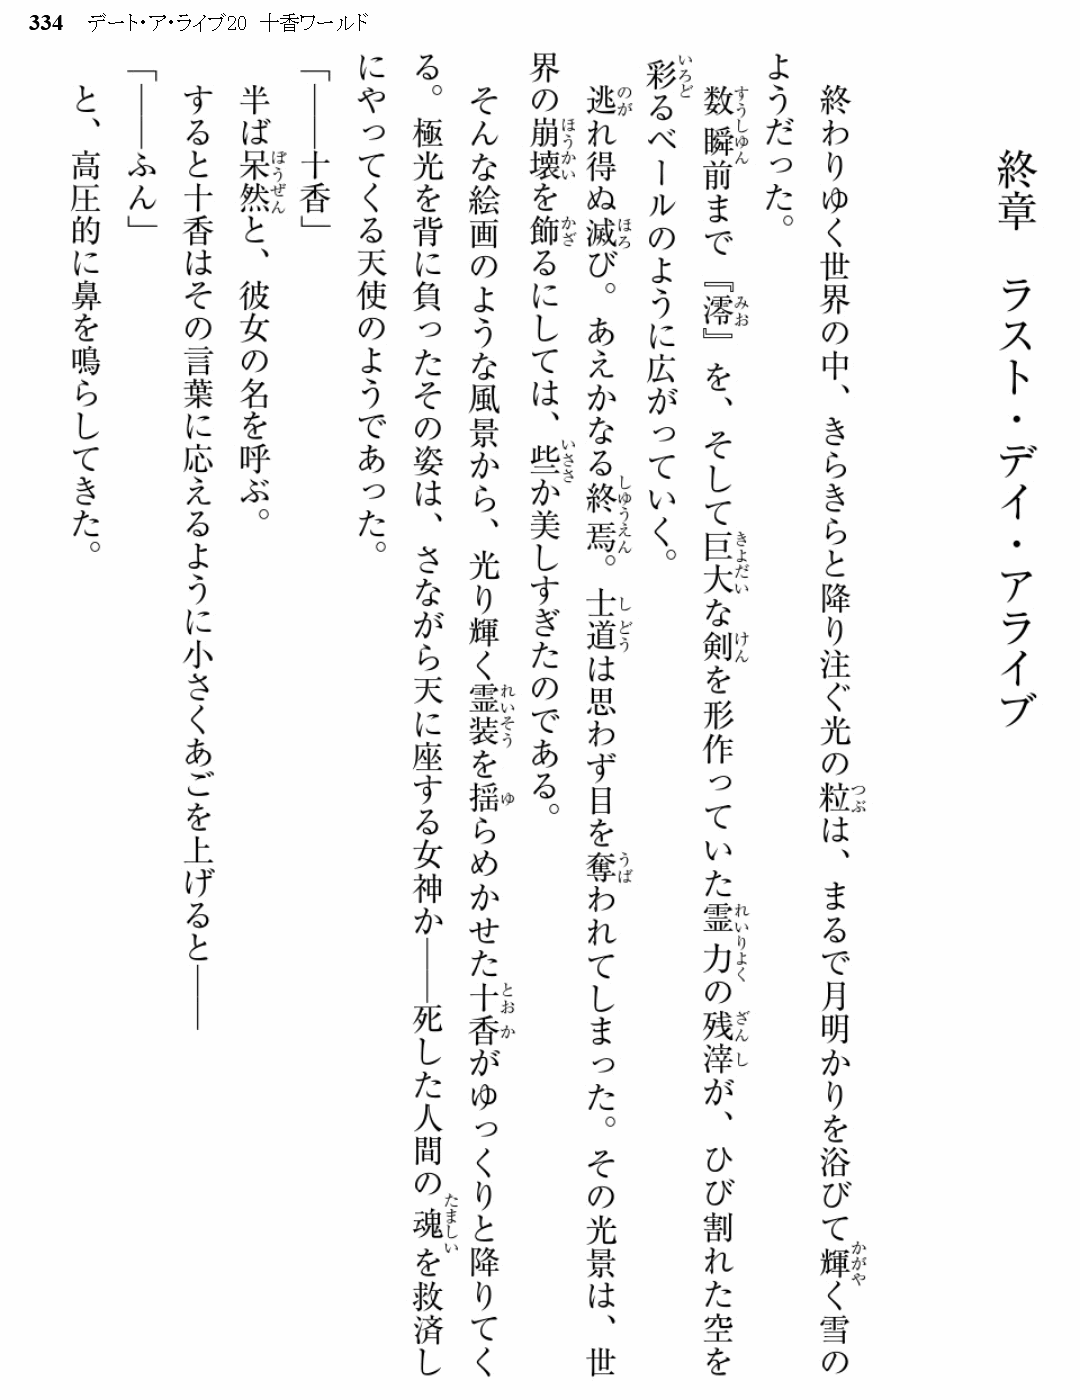 334 デート・ア・ライブ20 十香ワールド
終章　ラスト・デイ・アライブ
　終わりゆく世界の中、きらきらと降り注ぐ光の粒は、まるで月明かりを浴びて輝く雪の
ようだった。
　数瞬前まで『澪』を、そして巨大な剣を形作っていた霊力の残滓が、ひび割れた空を
彩るベールのように広がっていく。
　逃れ得ぬ滅び。あえかなる終焉。士道は思わず目を奪われてしまった。その光景は、世
界の崩壊を飾るにしては、些か美しすぎたのである。
　そんな絵画のような風景から、光り輝く霊装を揺らめかせた十香がゆっくりと降りてく
る。極光を背に負ったその姿は、さながら天に座する女神か――死した人間の魂を救済し
にやってくる天使のようであった。
「――十香」
　半ば呆然と、彼女の名を呼ぶ。
　すると十香はその言葉に応えるように小さくあごを上げると――
「――ふん」
　と、高圧的に鼻を鳴らしてきた。